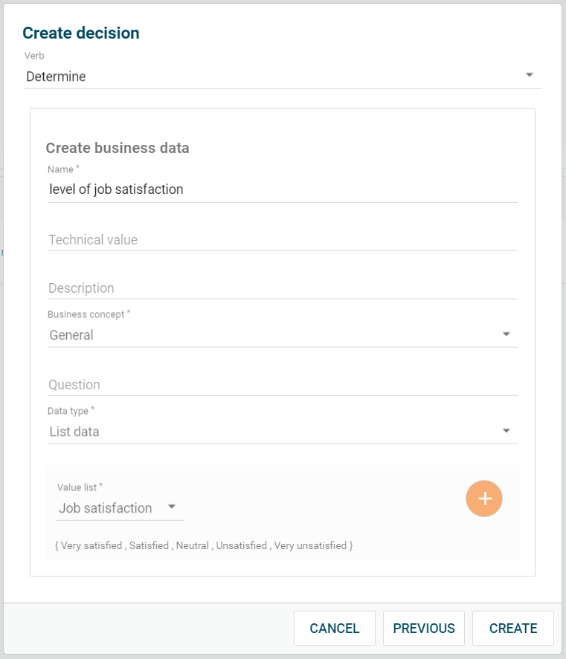 Create decision
Verb
Determine
Create business data
Name *
level of job satisfaction
Technical value
Description
Business concept *
General
Question
Data type *
List data
Value list *
Job satisfaction
+
{ Very satisfied , Satisfied , Neutral , Unsatisfied , Very unsatisfied }
CANCEL
PREVIOUS
CREATE